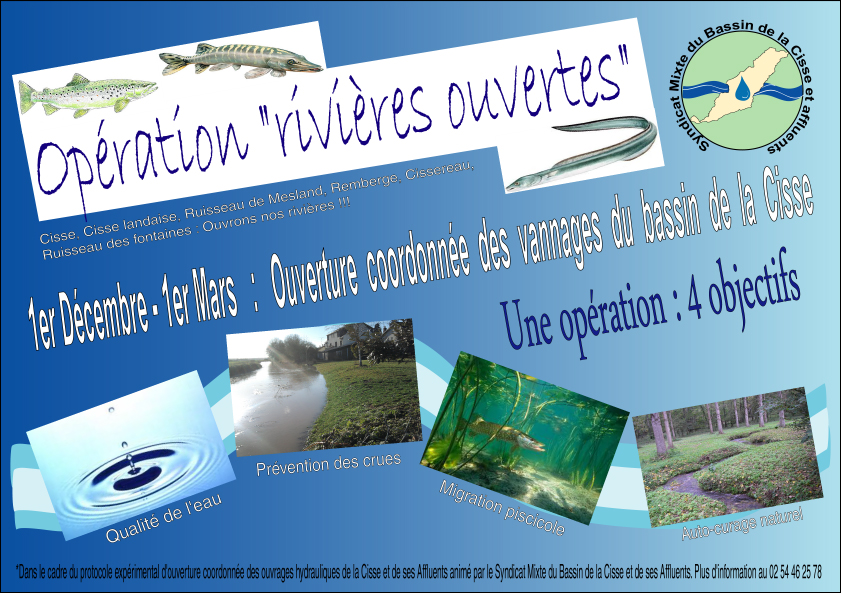 Opération "rivières ouvertes"
Syndicat Mixte du Bassin de la Cisse et affluents
Cisse, Cisse landaise, Ruisseau de Mesland, Remberge, Cissereau,
Ruisseau des fontaines : Ouvrons nos rivières !!!
1er Décembre - 1er Mars : Ouverture coordonnée des vannages du bassin de la Cisse
Une opération : 4 objectifs
Qualité de l'eau
Prévention des crues
Migration piscicole
Auto-curage naturel
*Dans le cadre du protocole expérimental d'ouverture coordonnée des ouvrages hydrauliques de la Cisse et de ses Affluents animé par le Syndicat Mixte du Bassin de la Cisse et de ses Affluents. Plus d'information au 02 54 46 25 78